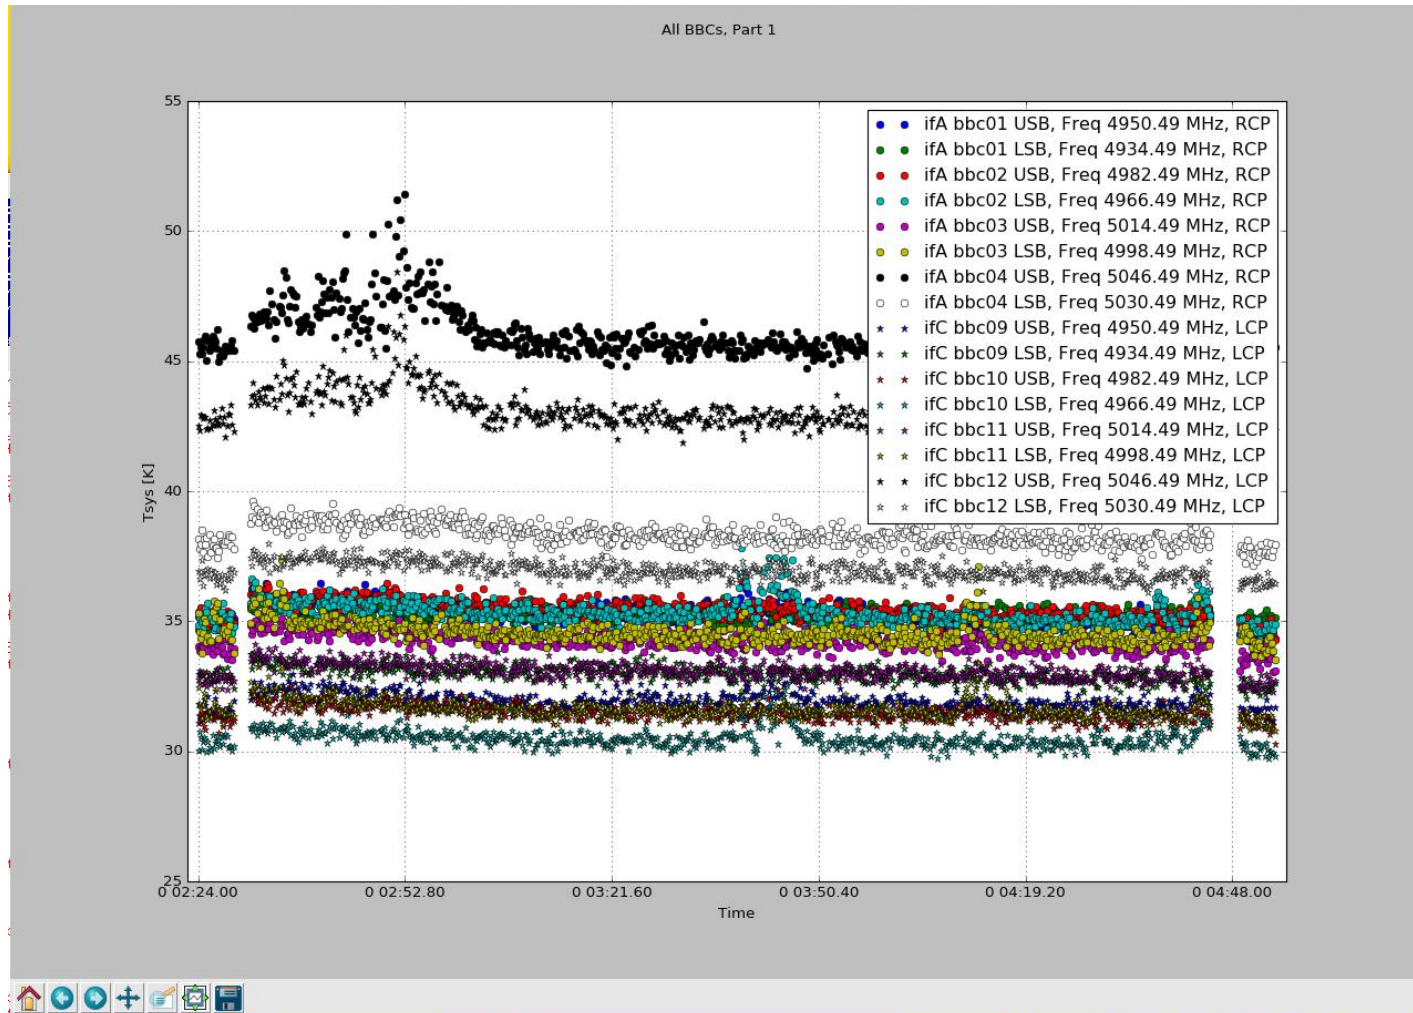 All BBCs, Part 1
55
50
45
40
35
30
25
Tsys [K]
ifA bbc01 USB, Freq 4950.49 MHz, RCP
ifA bbc01 LSB, Freq 4934.49 MHz, RCP
ifA bbc02 USB, Freq 4982.49 MHz, RCP
ifA bbc02 LSB, Freq 4966.49 MHz, RCP
ifA bbc03 USB, Freq 5014.49 MHz, RCP
ifA bbc03 LSB, Freq 4998.49 MHz, RCP
ifA bbc04 USB, Freq 5046.49 MHz, RCP
ifA bbc04 LSB, Freq 5030.49 MHz, RCP
ifC bbc09 USB, Freq 4950.49 MHz, LCP
ifC bbc09 LSB, Freq 4934.49 MHz, LCP
ifC bbc10 USB, Freq 4982.49 MHz, LCP
ifC bbc10 LSB, Freq 4966.49 MHz, LCP
ifC bbc11 USB, Freq 5014.49 MHz, LCP
ifC bbc11 LSB, Freq 4998.49 MHz, LCP
ifC bbc12 USB, Freq 5046.49 MHz, LCP
ifC bbc12 LSB, Freq 5030.49 MHz, LCP
0 02:24.00 0 02:52.80 0 03:21.60 0 03:50.40 0 04:19.20 0 04:48.00
Time